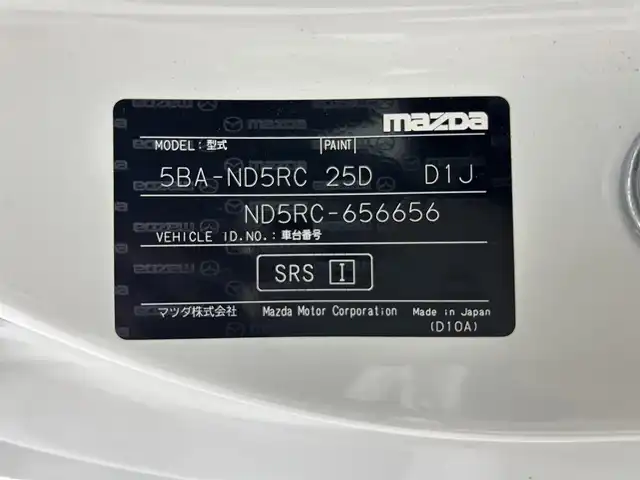 mazda
MODEL: 型式 PAINT
5BA-ND5RC 25D D1J
ND5RC-656656
VEHICLE ID.NO.: 車台番号
SRS I
マツダ株式会社 Mazda Motor Corporation Made in Japan
(D10A)